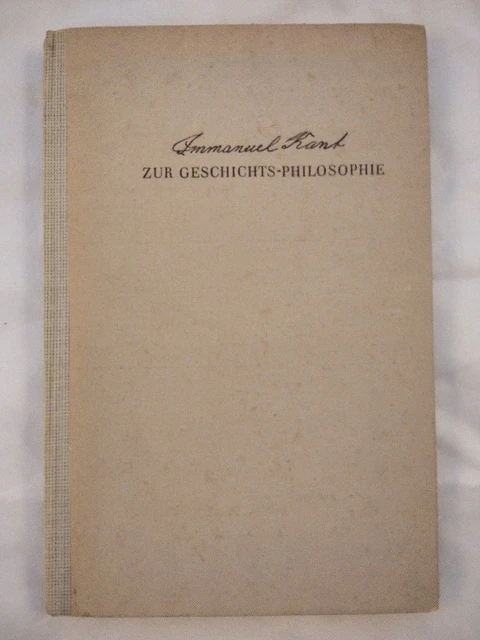 Immanuel Kant
ZUR GESCHICHTS-PHILOSOPHIE